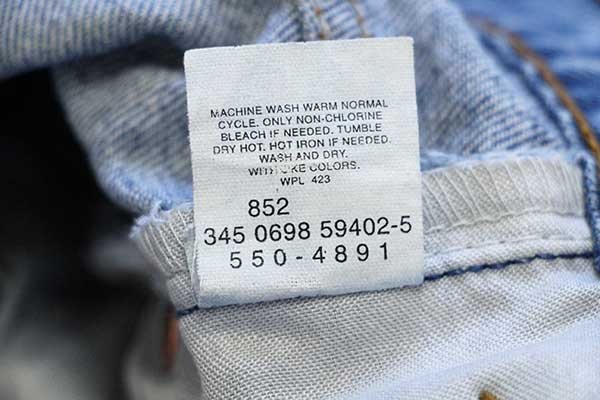 MACHINE WASH WARM NORMAL
CYCLE. ONLY NON-CHLORINE
BLEACH IF NEEDED. TUMBLE
DRY HOT. HOT IRON IF NEEDED.
WASH AND DRY.
WITH LIKE COLORS.
WPL 423
852
345 0698 59402-5
550-4891